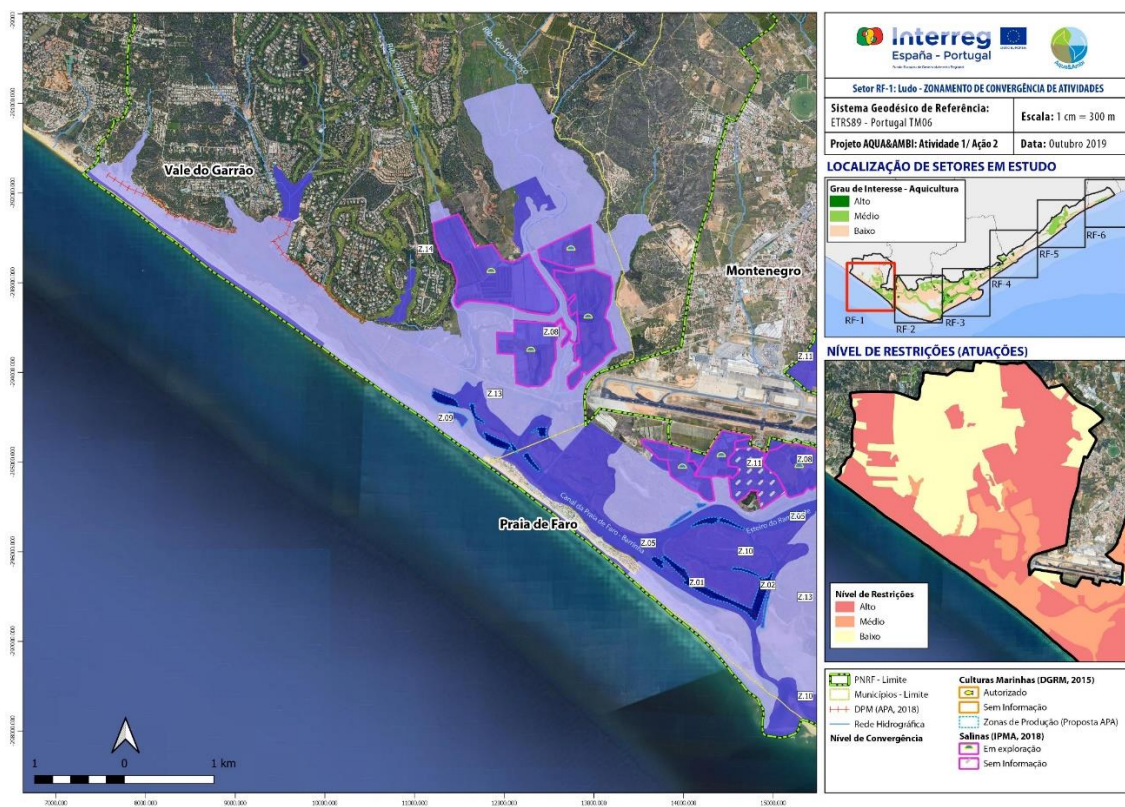 Interreg
España - Portugal
Aqua&Ambi
Setor RF-1: Ludo - ZONAMENTO DE CONVERGÊNCIA DE ATIVIDADES
Sistema Geodésico de Referência:
ETRS89 - Portugal TM06
Escala: 1 cm = 300 m
Projeto AQUA&AMBI: Atividade 1/ Ação 2
Data: Outubro 2019
LOCALIZAÇÃO DE SETORES EM ESTUDO
Grau de Interesse - Aquicultura
Alto
Médio
Baixo
RF-1
RF-2
RF-3
RF-4
RF-5
RF-6
NÍVEL DE RESTRIÇÕES (ATUAÇÕES)
Nível de Restrições
Alto
Médio
Baixo
PNRF - Limite
Municípios - Limite
DPM (APA, 2018)
Rede Hidrográfica
Nível de Convergência
Culturas Marinhas (DGRM, 2015)
Autorizado
Sem Informação
Zonas de Produção (Proposta APA)
Salinas (IPMA, 2018)
Em exploração
Sem Informação
Vale do Garrão
Montenegro
Praia de Faro
Z.14
Z.08
Z.13
Z.09
Z.11
Z.11
Z.08
Z.05
Z.10
Z.05
Z.01
Z.02
Z.13
Z.10
Canal da Praia de Faro - Barrinha
1 0 1 km
7000.000 8000.000 9000.000 10000.000 11000.000 12000.000 13000.000 14000.000 15000.000